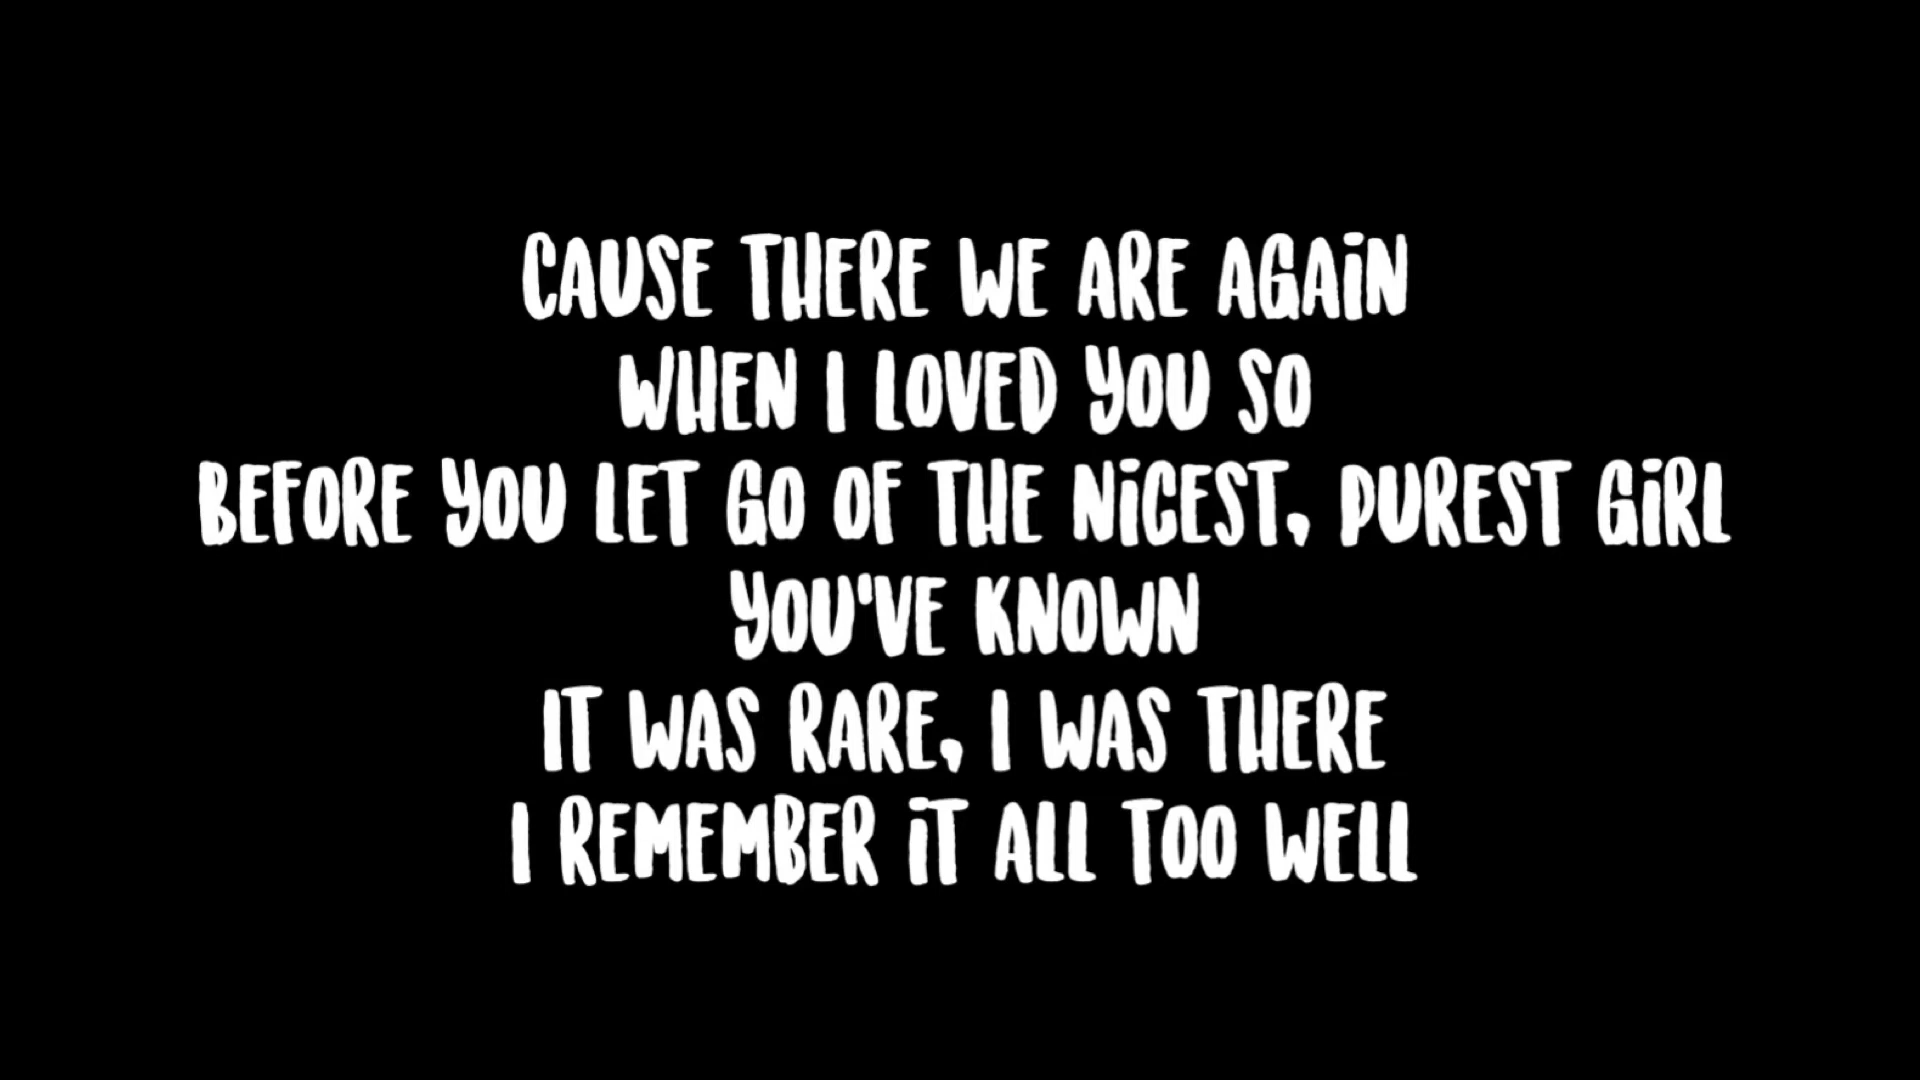 CAUSE THERE WE ARE AGAIN
WHEN I LOVED YOU SO
BEFORE YOU LET GO OF THE NICEST, PUREST GIRL
YOU'VE KNOWN
IT WAS RARE, I WAS THERE
I REMEMBER IT ALL TOO WELL